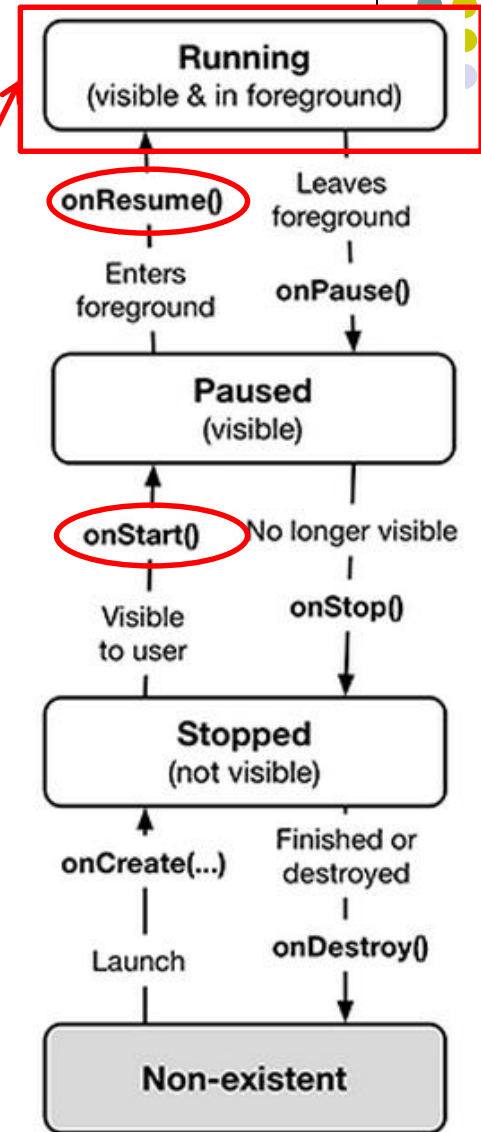 Running
(visible & in foreground)
onResume()
Leaves
foreground
Enters
foreground
onPause()
Paused
(visible)
onStart()
No longer visible
Visible
to user
onStop()
Stopped
(not visible)
onCreate(...)
Finished or
destroyed
Launch
onDestroy()
Non-existent